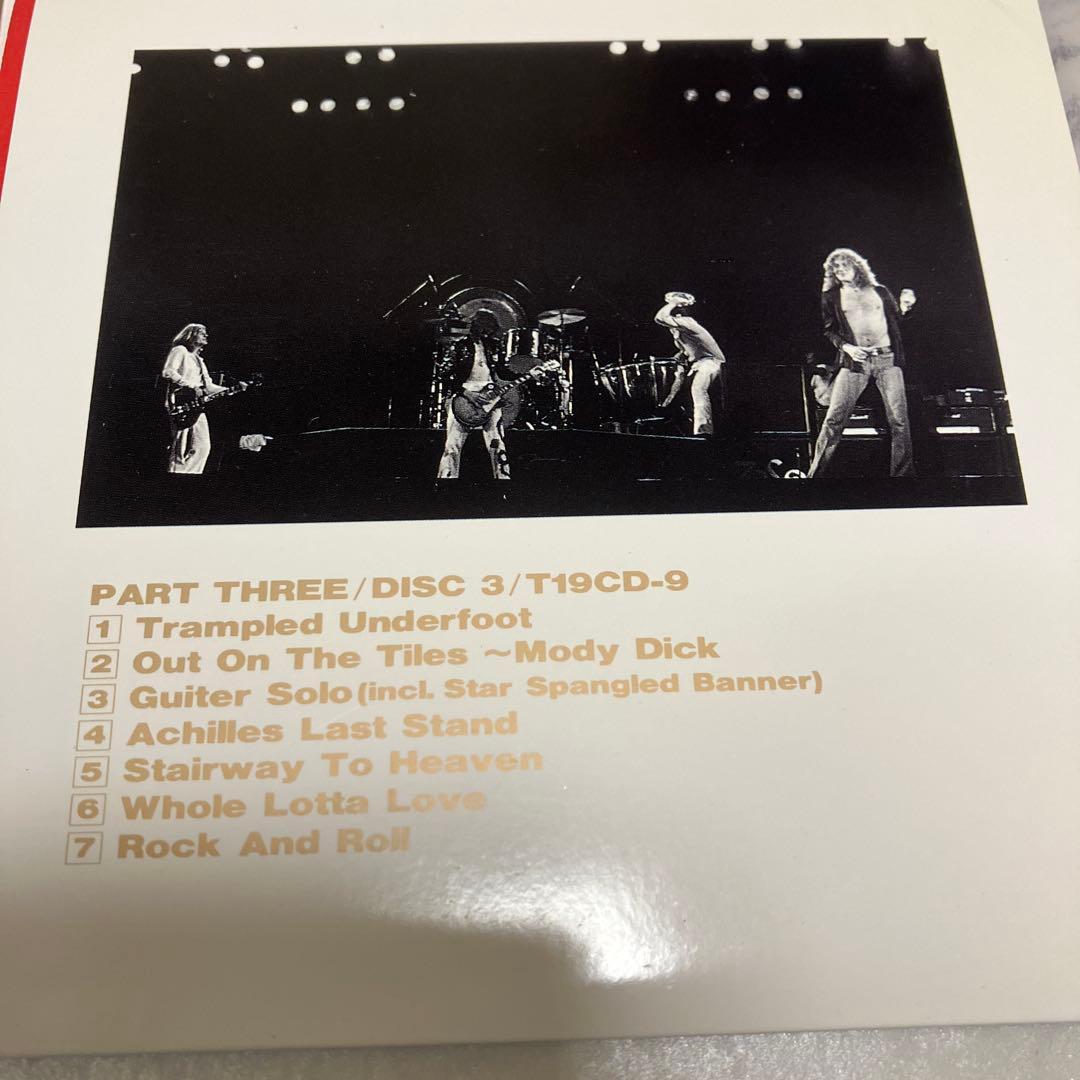 PART THREE/DISC 3/T19CD-9
1 Trampled Underfoot
2 Out On The Tiles ~Mody Dick
3 Guiter Solo(incl. Star Spangled Banner)
4 Achilles Last Stand
5 Stairway To Heaven
6 Whole Lotta Love
7 Rock And Roll